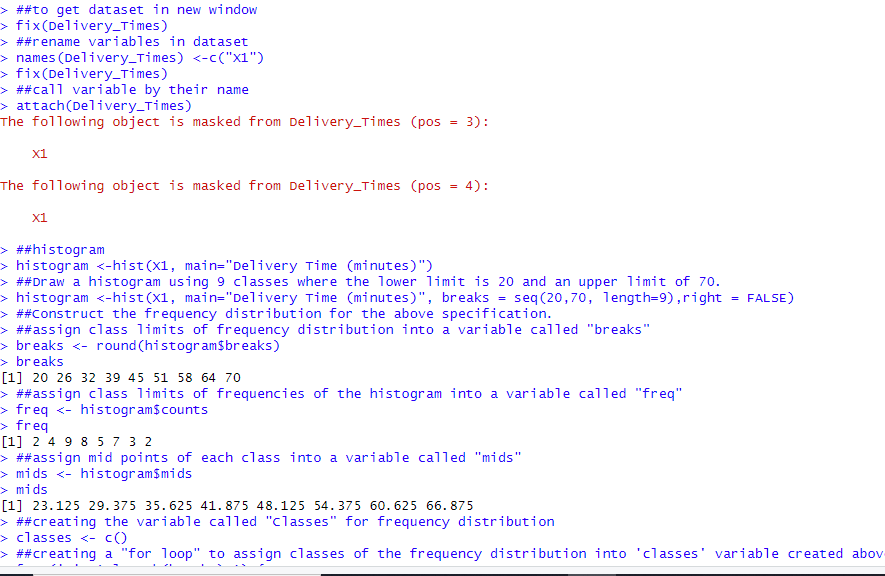 > ##to get dataset in new window
> fix(Delivery_Times)
> ##rename variables in dataset
> names(Delivery_Times) <-c("X1")
> fix(Delivery_Times)
> ##call variable by their name
> attach(Delivery_Times)
The following object is masked from Delivery_Times (pos = 3):
X1
The following object is masked from Delivery_Times (pos = 4):
X1
> ##histogram
> histogram <-hist(X1, main="Delivery Time (minutes)")
> ##Draw a histogram using 9 classes where the lower limit is 20 and an upper limit of 70.
> histogram <-hist(X1, main="Delivery Time (minutes)", breaks = seq(20,70, length=9),right = FALSE)
> ##Construct the frequency distribution for the above specification.
> ##assign class limits of frequency distribution into a variable called "breaks"
> breaks <- round(histogram$breaks)
> breaks
[1] 20 26 32 39 45 51 58 64 70
> ##assign class limits of frequencies of the histogram into a variable called "freq"
> freq <- histogram$counts
> freq
[1] 2 4 9 8 5 7 3 2
> ##assign mid points of each class into a variable called "mids"
> mids <- histogram$mids
> mids
[1] 23.125 29.375 35.625 41.875 48.125 54.375 60.625 66.875
> ##creating the variable called "Classes" for frequency distribution
> classes <- c()
> ##creating a "for loop" to assign classes of the frequency distribution into 'classes' variable created above